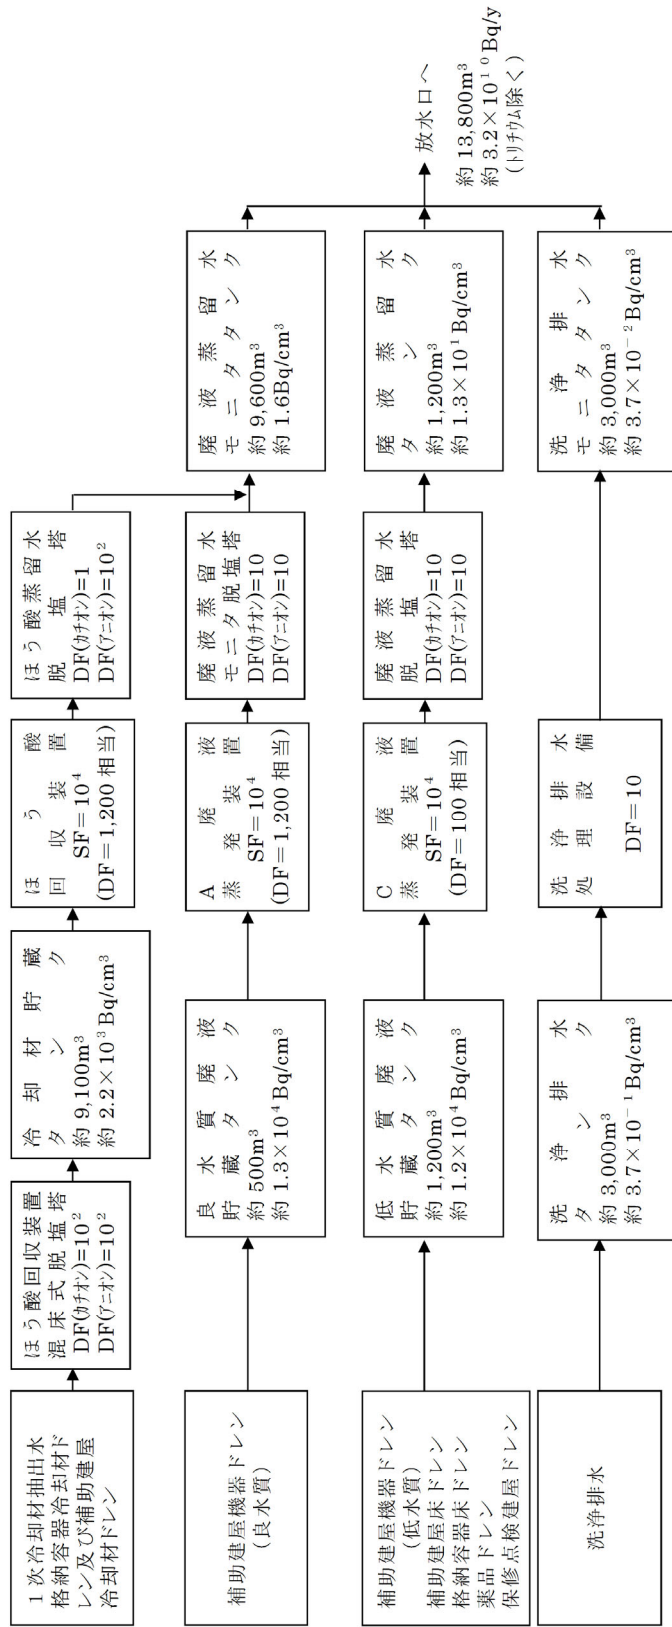 1次冷却材抽出水
格納容器冷却材ド
レン及び補助建屋
冷却材ドレン
ほう酸回収装置
混床式脱塩塔
DF(カチオン)=10²
DF(アニオン)=10²
冷却材貯蔵
タンク
約 9,100m³
約 2.2×10³Bq/cm³
ほう酸
回収装置
SF=10⁴
(DF=1,200 相当)
ほう酸蒸留水
脱塩塔
DF(カチオン)=1
DF(アニオン)=10²
補助建屋機器ドレン
(良水質)
良水質廃液
貯蔵タンク
約 500m³
約 1.3×10⁴Bq/cm³
A廃液
蒸発装置
SF=10⁴
(DF=1,200 相当)
廃液蒸留水
モニタ脱塩塔
DF(カチオン)=10
DF(アニオン)=10
廃液蒸留水
モニタタンク
約 9,600m³
約 1.6Bq/cm³
補助建屋機器ドレン
(低水質)
補助建屋床ドレン
格納容器床ドレン
薬品ドレン
保修点検建屋ドレン
低水質廃液
貯蔵タンク
約 1,200m³
約 1.2×10⁴Bq/cm³
C廃液
蒸発装置
SF=10⁴
(DF=100 相当)
廃液蒸留水
脱塩塔
DF(カチオン)=10
DF(アニオン)=10
廃液蒸留水
タンク
約 1,200m³
約 1.3×10¹Bq/cm³
洗浄排水
洗浄排水
タンク
約 3,000m³
約 3.7×10⁻¹Bq/cm³
洗浄排水
処理設備
DF=10
洗浄排水
モニタタンク
約 3,000m³
約 3.7×10⁻²Bq/cm³
放水口へ
約 13,800m³
約 3.2×10¹⁰Bq/y
(トリチウム除く)